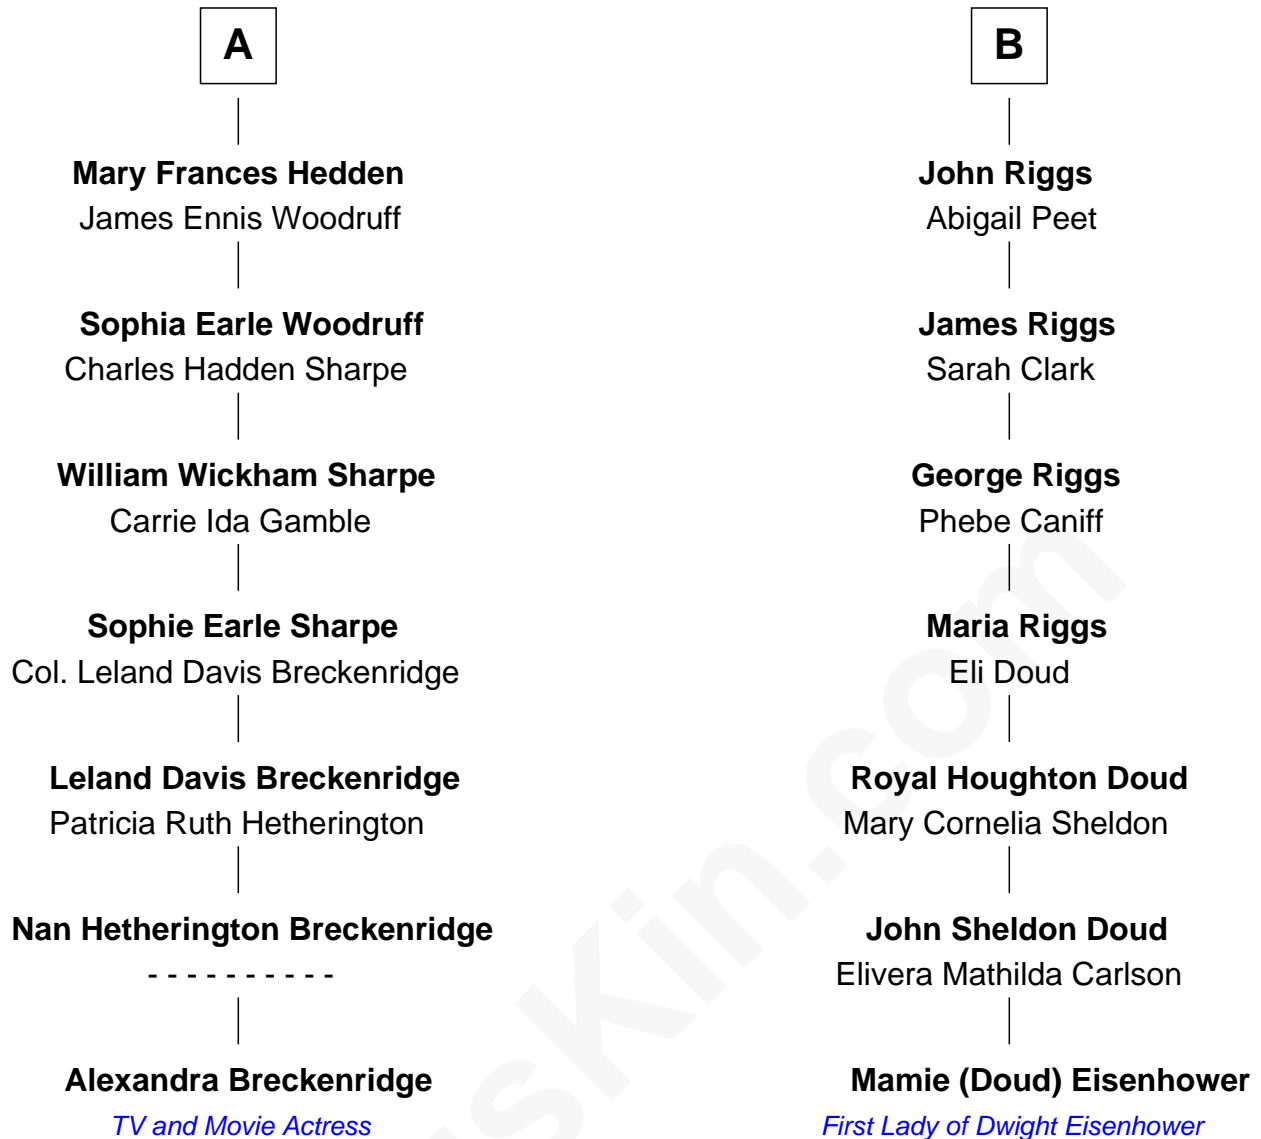 A
Mary Frances Hedden
James Ennis Woodruff
Sophia Earle Woodruff
Charles Hadden Sharpe
William Wickham Sharpe
Carrie Ida Gamble
Sophie Earle Sharpe
Col. Leland Davis Breckenridge
Leland Davis Breckenridge
Patricia Ruth Hetherington
Nan Hetherington Breckenridge
- - - - - - - - - -
Alexandra Breckenridge
TV and Movie Actress
B
John Riggs
Abigail Peet
James Riggs
Sarah Clark
George Riggs
Phebe Caniff
Maria Riggs
Eli Doud
Royal Houghton Doud
Mary Cornelia Sheldon
John Sheldon Doud
Elivera Mathilda Carlson
Mamie (Doud) Eisenhower
First Lady of Dwight Eisenhower